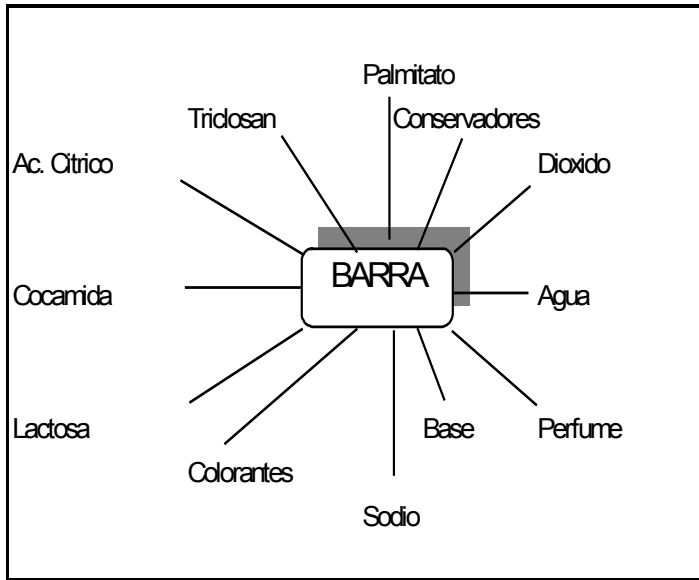 Palmitato
Triclosan
Conservadores
Ac. Citrico
Dioxido
BARRA
Cocamida
Agua
Lactosa
Base
Perfume
Colorantes
Sodio